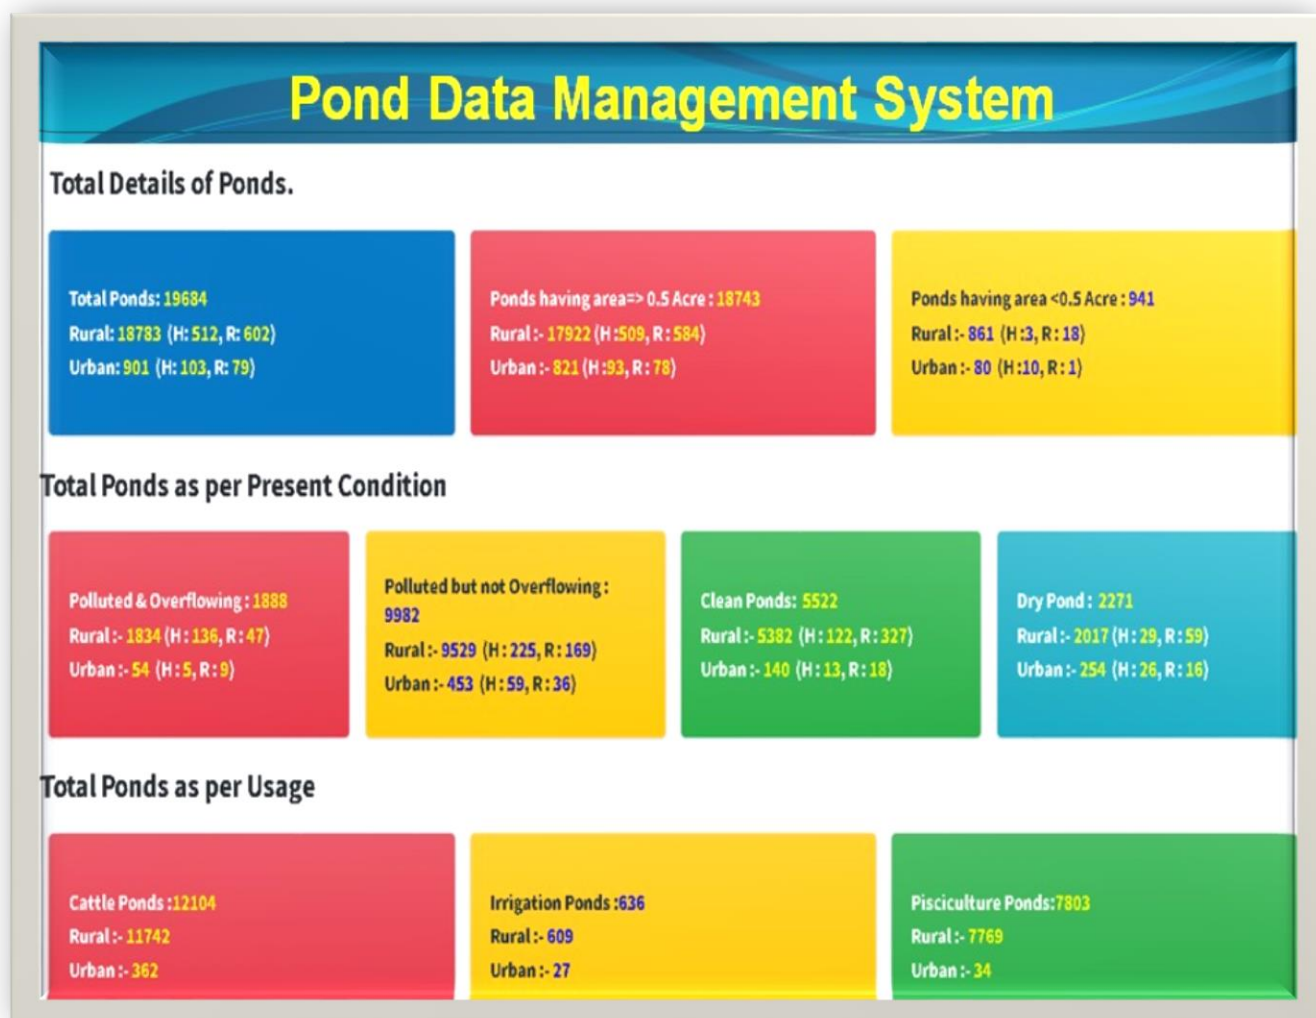 Pond Data Management System
Total Details of Ponds.
Total Ponds: 19684
Rural: 18783 (H: 512, R: 602)
Urban: 901 (H: 103, R: 79)
Ponds having area=> 0.5 Acre : 18743
Rural :- 17922 (H :509, R : 584)
Urban :- 821 (H :93, R : 78)
Ponds having area <0.5 Acre : 941
Rural :- 861 (H :3, R : 18)
Urban :- 80 (H :10, R : 1)
Total Ponds as per Present Condition
Polluted & Overflowing : 1888
Rural :- 1834 (H : 136, R : 47)
Urban :- 54 (H : 5, R : 9)
Polluted but not Overflowing :
9982
Rural :- 9529 (H : 225, R : 169)
Urban :- 453 (H : 59, R : 36)
Clean Ponds: 5522
Rural :- 5382 (H : 122, R : 327)
Urban :- 140 (H : 13, R : 18)
Dry Pond : 2271
Rural :- 2017 (H : 29, R : 59)
Urban :- 254 (H : 26, R : 16)
Total Ponds as per Usage
Cattle Ponds :12104
Rural :- 11742
Urban :- 362
Irrigation Ponds :636
Rural :- 609
Urban :- 27
Pisciculture Ponds:7803
Rural :- 7769
Urban :- 34